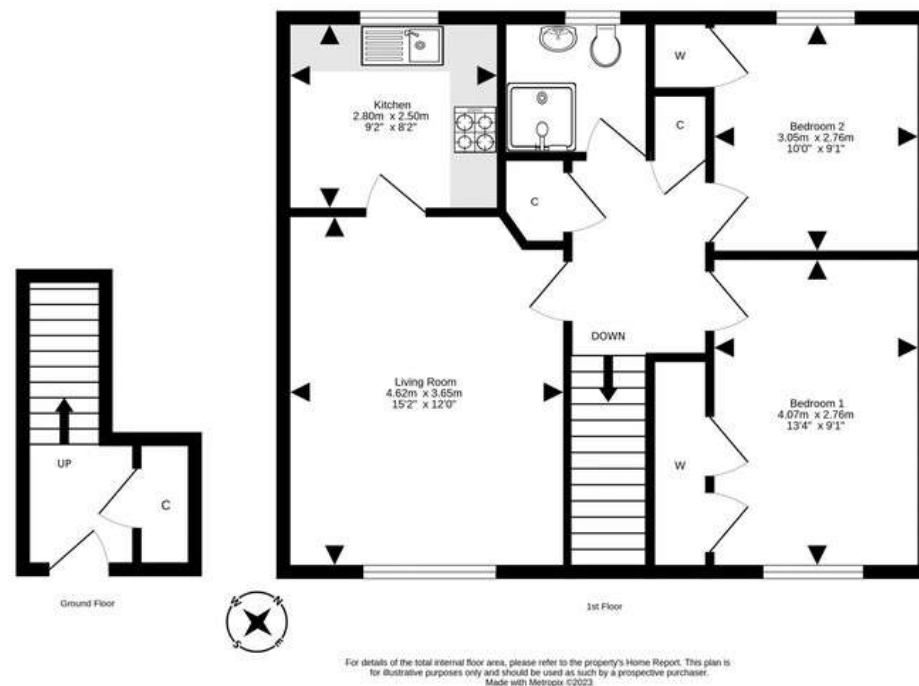 Kitchen
2.80m x 2.50m
9'2" x 8'2"
W
C
Bedroom 2
3.05m x 2.76m
10'0" x 9'1"
C
DOWN
Living Room
4.62m x 3.65m
15'2" x 12'0"
Bedroom 1
4.07m x 2.76m
13'4" x 9'1"
W
UP
C
Ground Floor
1st Floor
W
N
S
E
For details of the total internal floor area, please refer to the property's Home Report. This plan is
for illustrative purposes only and should be used as such by a prospective purchaser.
Made with Metropix ©2023